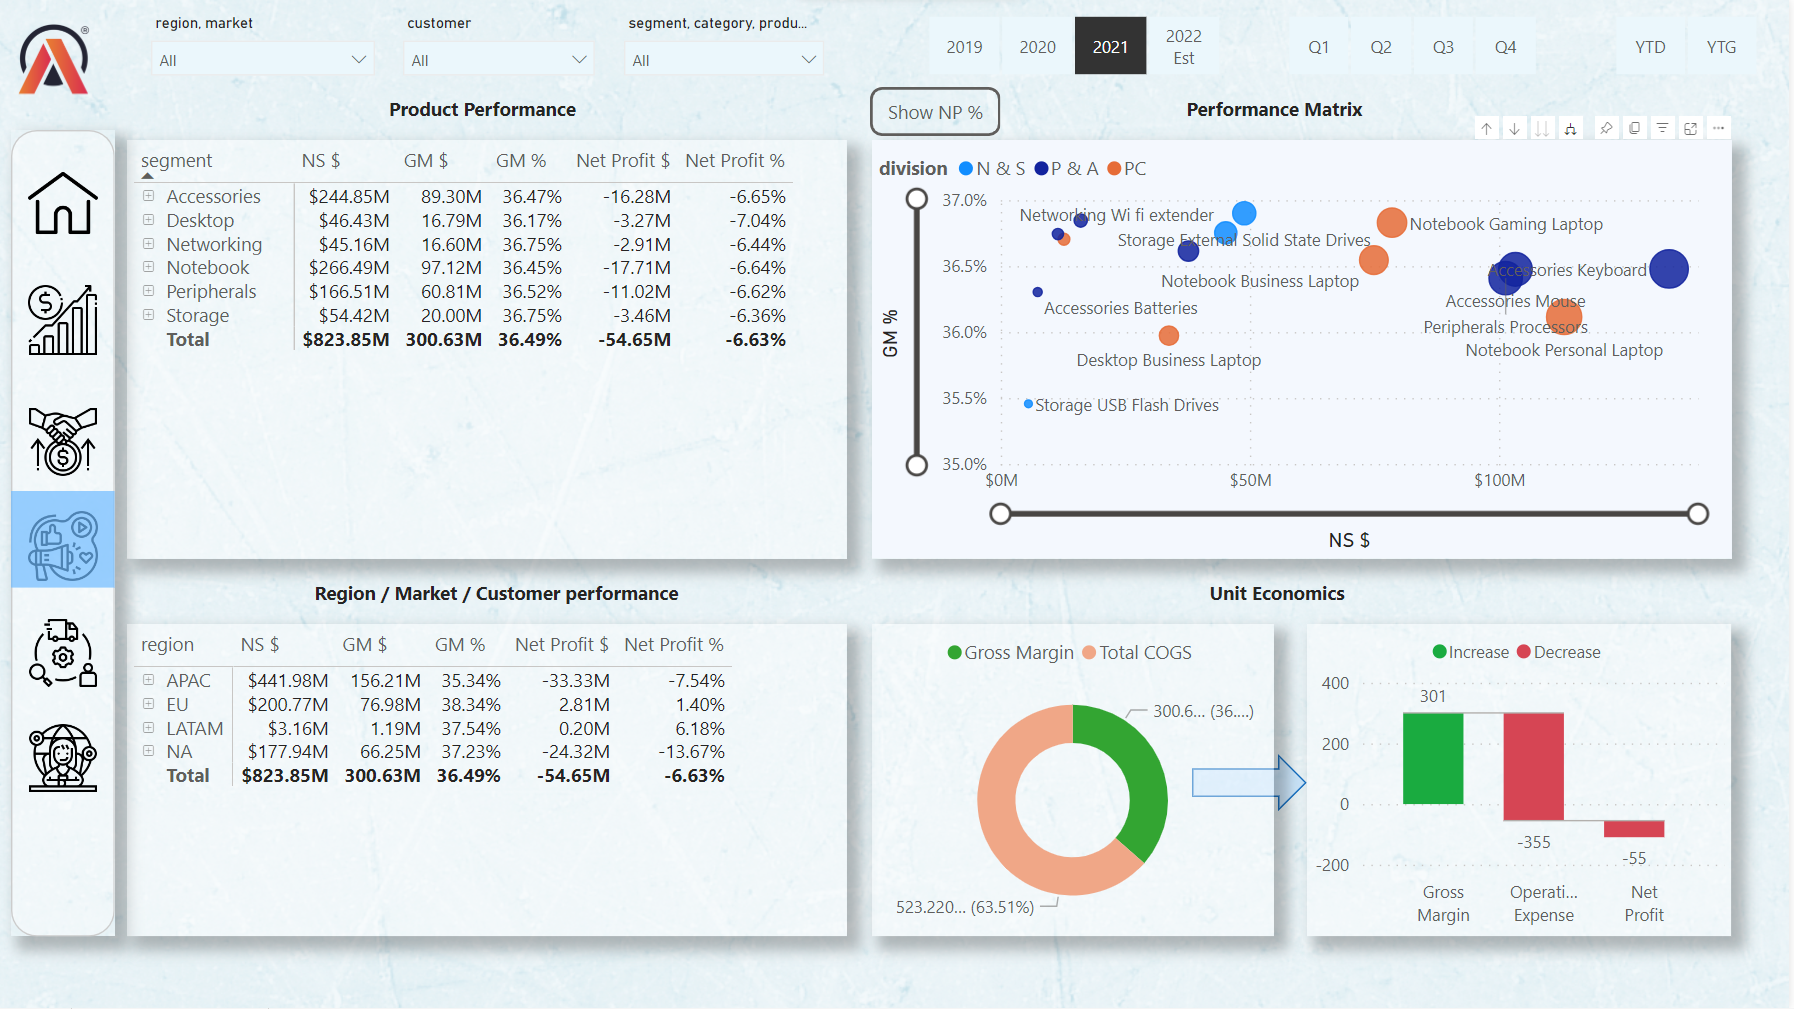 region, market
customer
segment, category, produ...
All
All
All
2019
2020
2021
2022
Est
Q1
Q2
Q3
Q4
YTD
YTG
®
Product Performance
segment NS $ GM $ GM % Net Profit $ Net Profit %
Accessories $244.85M 89.30M 36.47% -16.28M -6.65%
Desktop $46.43M 16.79M 36.17% -3.27M -7.04%
Networking $45.16M 16.60M 36.75% -2.91M -6.44%
Notebook $266.49M 97.12M 36.45% -17.71M -6.64%
Peripherals $166.51M 60.81M 36.52% -11.02M -6.62%
Storage $54.42M 20.00M 36.75% -3.46M -6.36%
Total $823.85M 300.63M 36.49% -54.65M -6.63%
Show NP %
Performance Matrix
division N & S P & A PC
37.0%
36.5%
36.0%
35.5%
35.0%
GM %
Networking Wi fi extender
Notebook Gaming Laptop
Storage External Solid State Drives
Accessories Keyboard
Notebook Business Laptop
Accessories Mouse
Accessories Batteries
Peripherals Processors
Notebook Personal Laptop
Desktop Business Laptop
Storage USB Flash Drives
$0M
$50M
$100M
NS $
Region / Market / Customer performance
region NS $ GM $ GM % Net Profit $ Net Profit %
APAC $441.98M 156.21M 35.34% -33.33M -7.54%
EU $200.77M 76.98M 38.34% 2.81M 1.40%
LATAM $3.16M 1.19M 37.54% 0.20M 6.18%
NA $177.94M 66.25M 37.23% -24.32M -13.67%
Total $823.85M 300.63M 36.49% -54.65M -6.63%
Unit Economics
Gross Margin Total COGS
300.6... (36....)
523.220... (63.51%)
Increase Decrease
400
200
0
-200
301
-355
-55
Gross
Margin
Operati...
Expense
Net
Profit